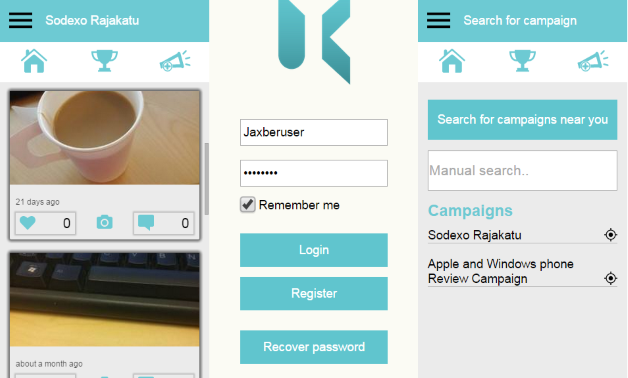 Sodexo Rajakatu
21 days ago
0
0
about a month ago
Jaxberuser
••••••••
Remember me
Login
Register
Recover password
Search for campaign
Search for campaigns near you
Manual search..
Campaigns
Sodexo Rajakatu
Apple and Windows phone
Review Campaign